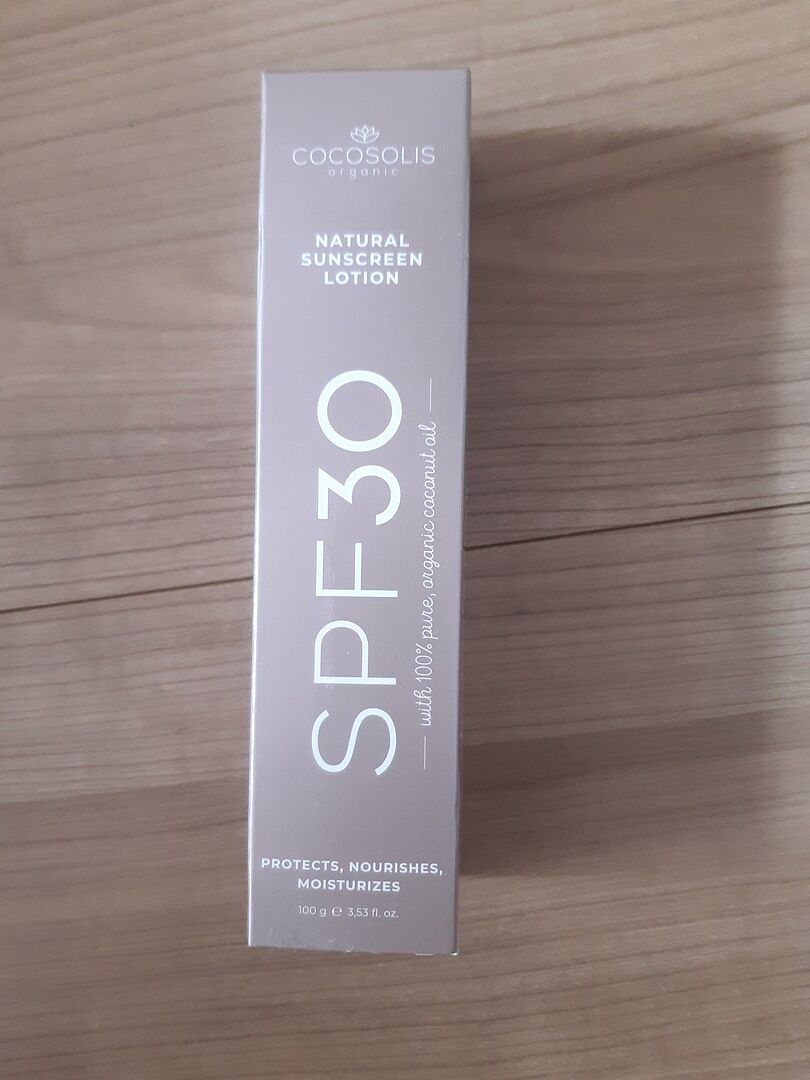 COCOSOLIS
organic
NATURAL
SUNSCREEN
LOTION
SPF30
with 100% pure, organic coconut oil
PROTECTS, NOURISHES,
MOISTURIZES
100 g ℮ 3,53 fl. oz.